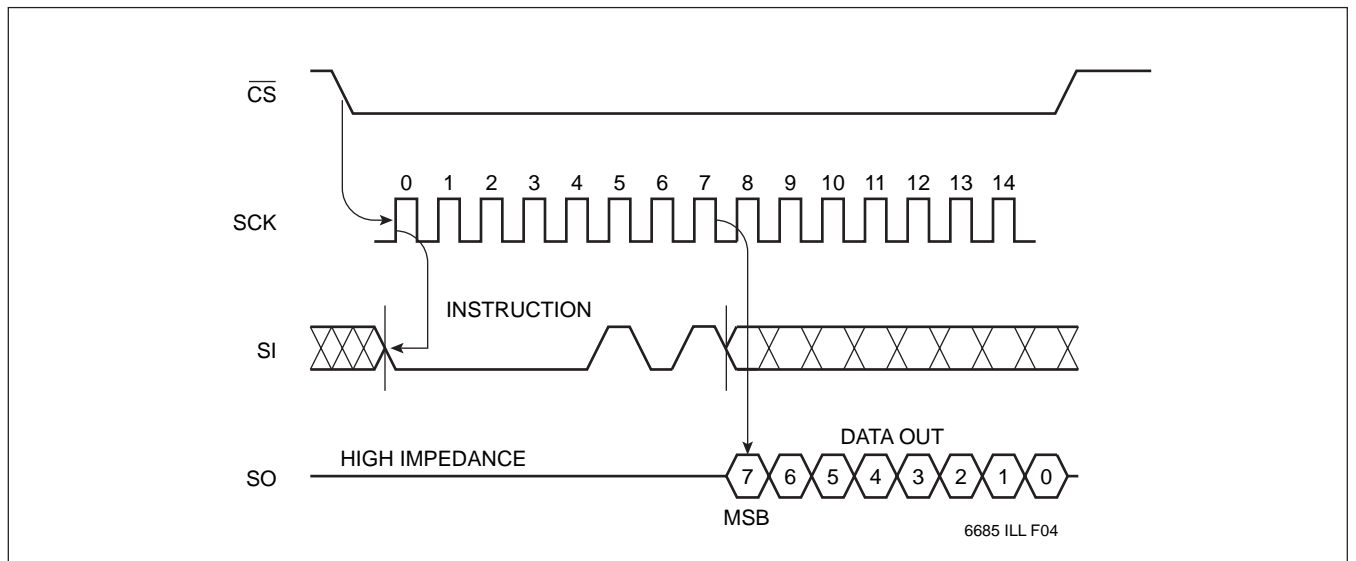 C̅S̅
0 1 2 3 4 5 6 7 8 9 10 11 12 13 14
SCK
INSTRUCTION
SI
DATA OUT
HIGH IMPEDANCE
SO
7 6 5 4 3 2 1 0
MSB
6685 ILL F04